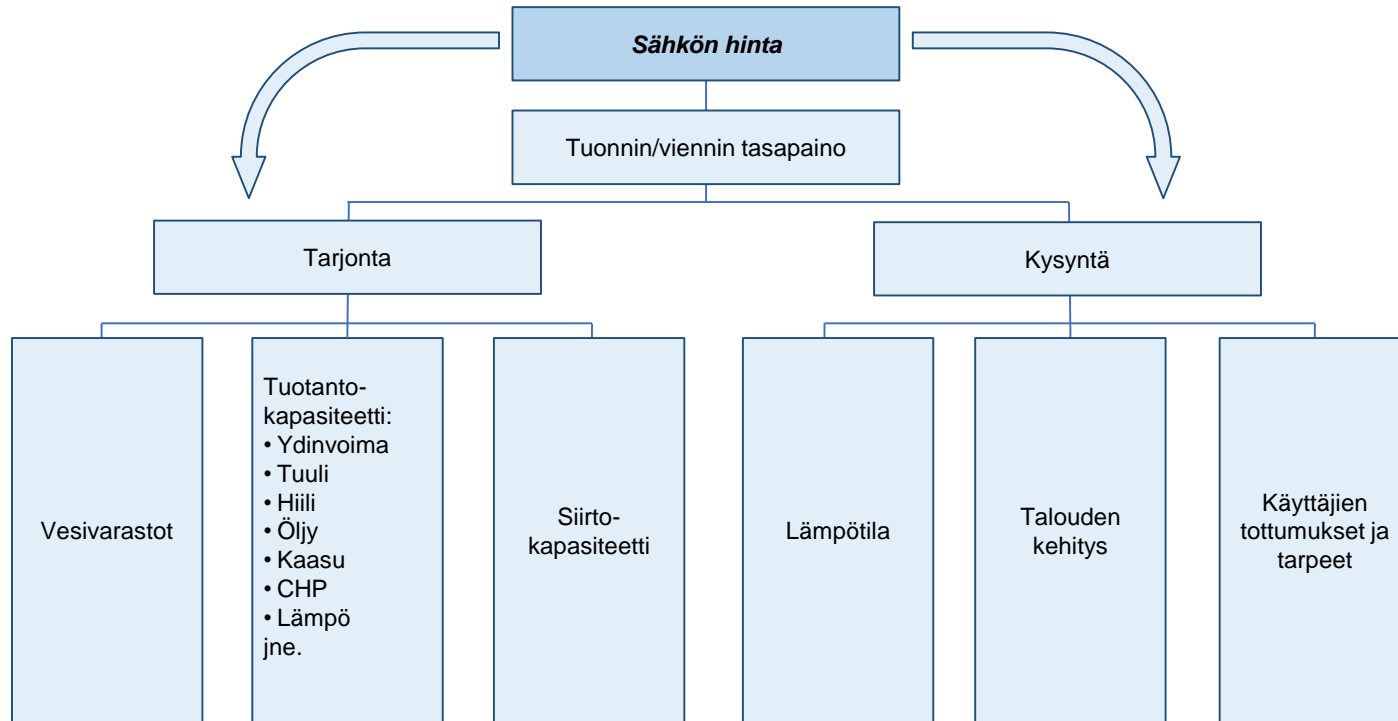 Sähkön hinta
Tuonnin/viennin tasapaino
Tarjonta
Kysyntä
Vesivarastot
Tuotanto-
kapasiteetti:
• Ydinvoima
• Tuuli
• Hiili
• Öljy
• Kaasu
• CHP
• Lämpö
jne.
Siirto-
kapasiteetti
Lämpötila
Talouden
kehitys
Käyttäjien
tottumukset ja
tarpeet